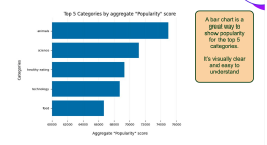 Top 5 Categories by aggregate "Popularity" score
Categories
animals
science
healthy eating
technology
food
Aggregate "Popularity" score
A bar chart is a
great way to
show popularity
for the top 5
categories.
It's visually clear
and easy to
understand